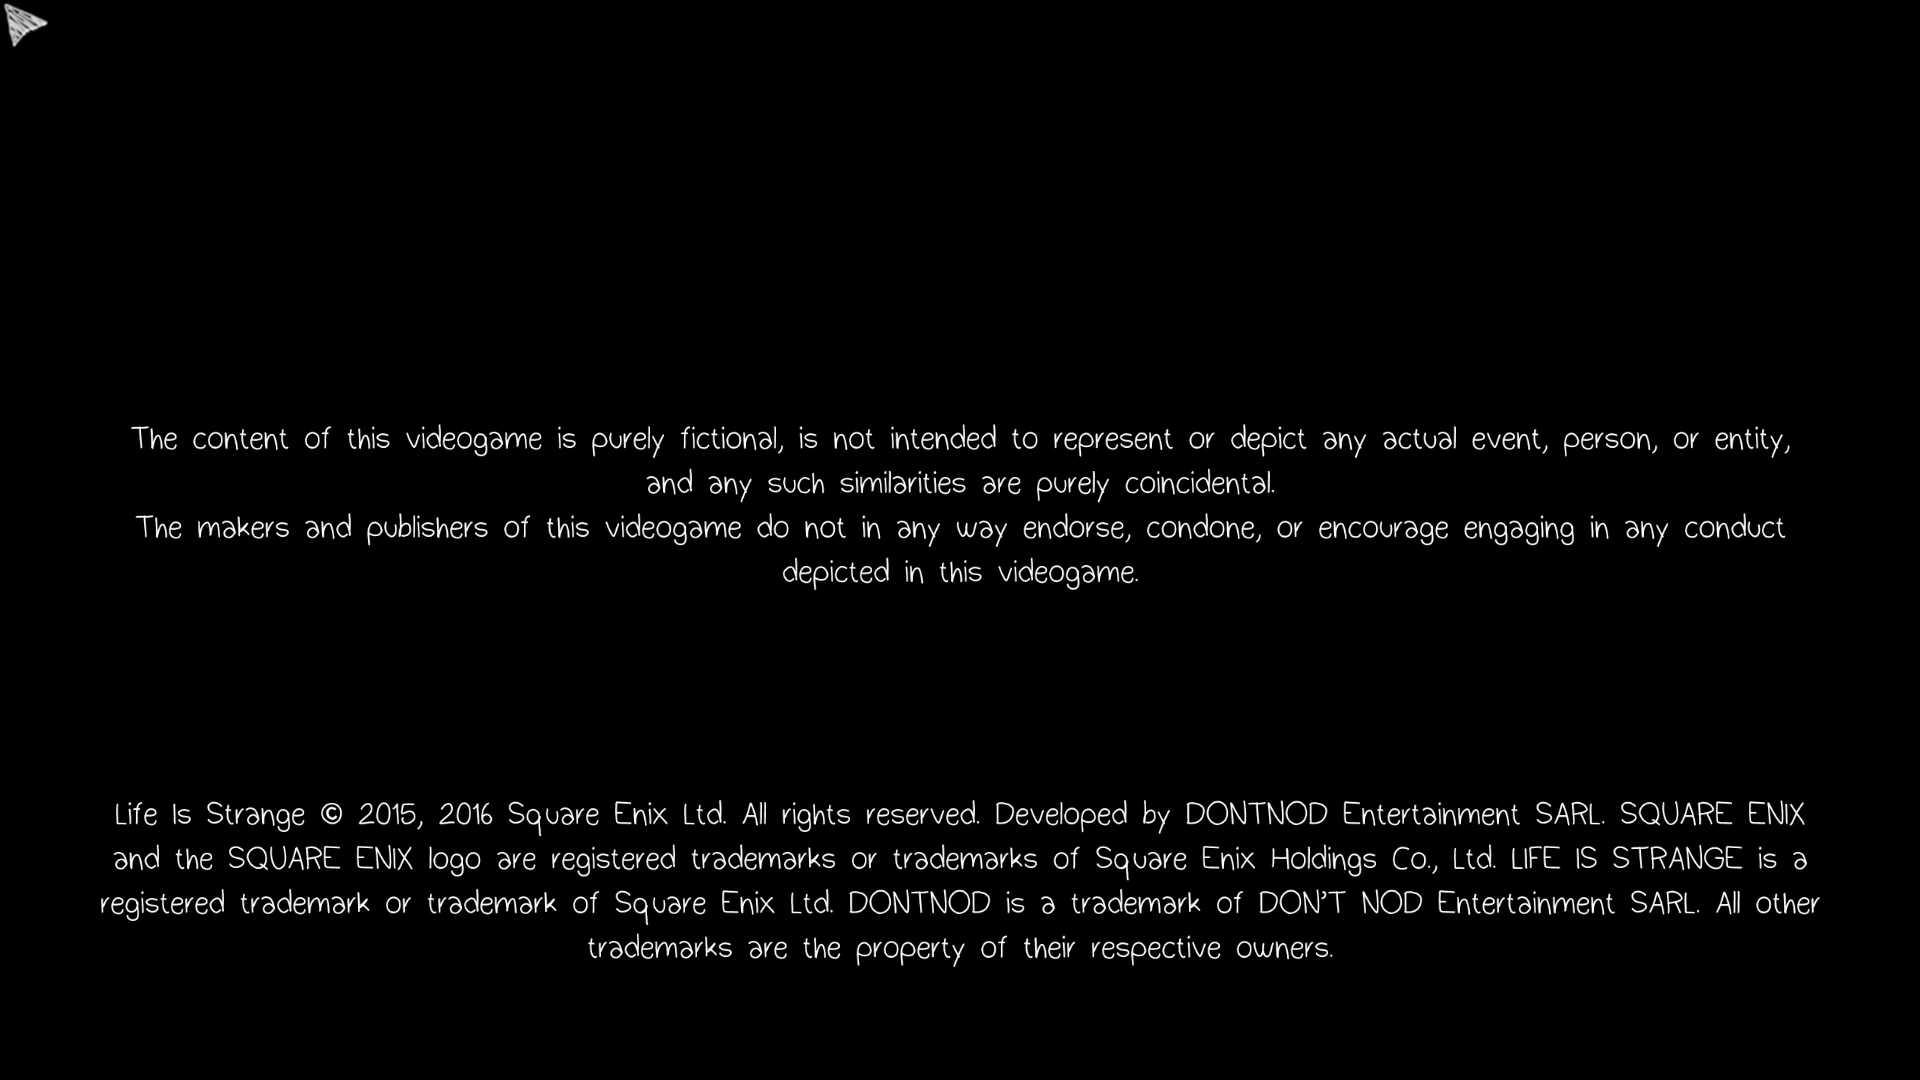 The content of this videogame is purely fictional, is not intended to represent or depict any actual event, person, or entity,
and any such similarities are purely coincidental.
The makers and publishers of this videogame do not in any way endorse, condone, or encourage engaging in any conduct
depicted in this videogame.
Life Is Strange © 2015, 2016 Square Enix Ltd. All rights reserved. Developed by DONTNOD Entertainment SARL. SQUARE ENIX
and the SQUARE ENIX logo are registered trademarks or trademarks of Square Enix Holdings Co., Ltd. LIFE IS STRANGE is a
registered trademark or trademark of Square Enix Ltd. DONTNOD is a trademark of DON'T NOD Entertainment SARL. All other
trademarks are the property of their respective owners.